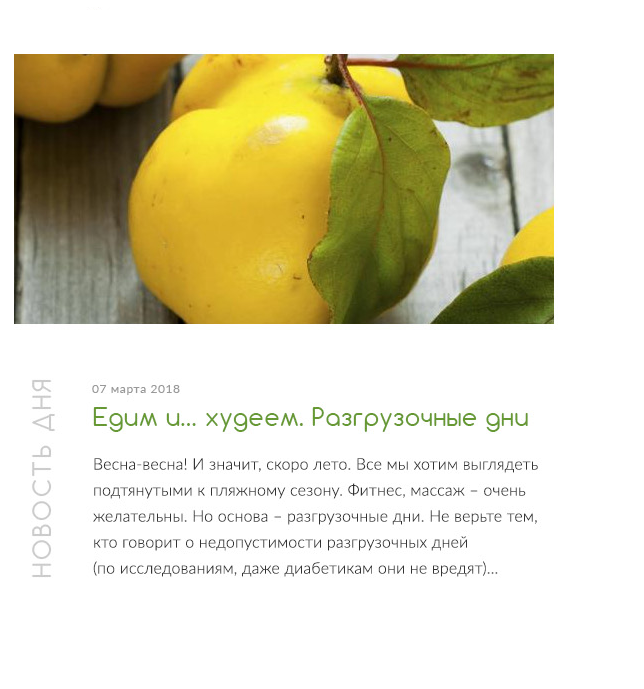 НОВОСТЬ ДНЯ
07 марта 2018
Едим и... худеем. Разгрузочные дни
Весна-весна! И значит, скоро лето. Все мы хотим выглядеть
подтянутыми к пляжному сезону. Фитнес, массаж – очень
желательны. Но основа – разгрузочные дни. Не верьте тем,
кто говорит о недопустимости разгрузочных дней
(по исследованиям, даже диабетикам они не вредят)...